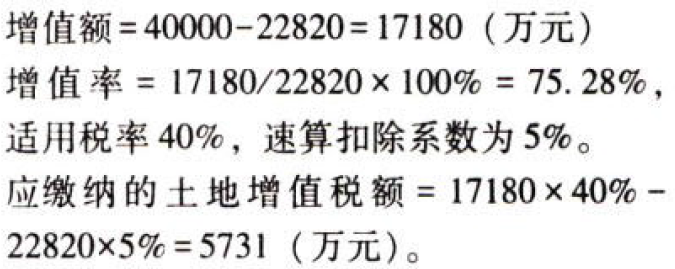 增值额=40000-22820=17180（万元）
增值率=17180/22820×100%=75.28%，
适用税率40%，速算扣除系数为5%。
应缴纳的土地增值税额=17180×40%-
22820×5%=5731（万元）。